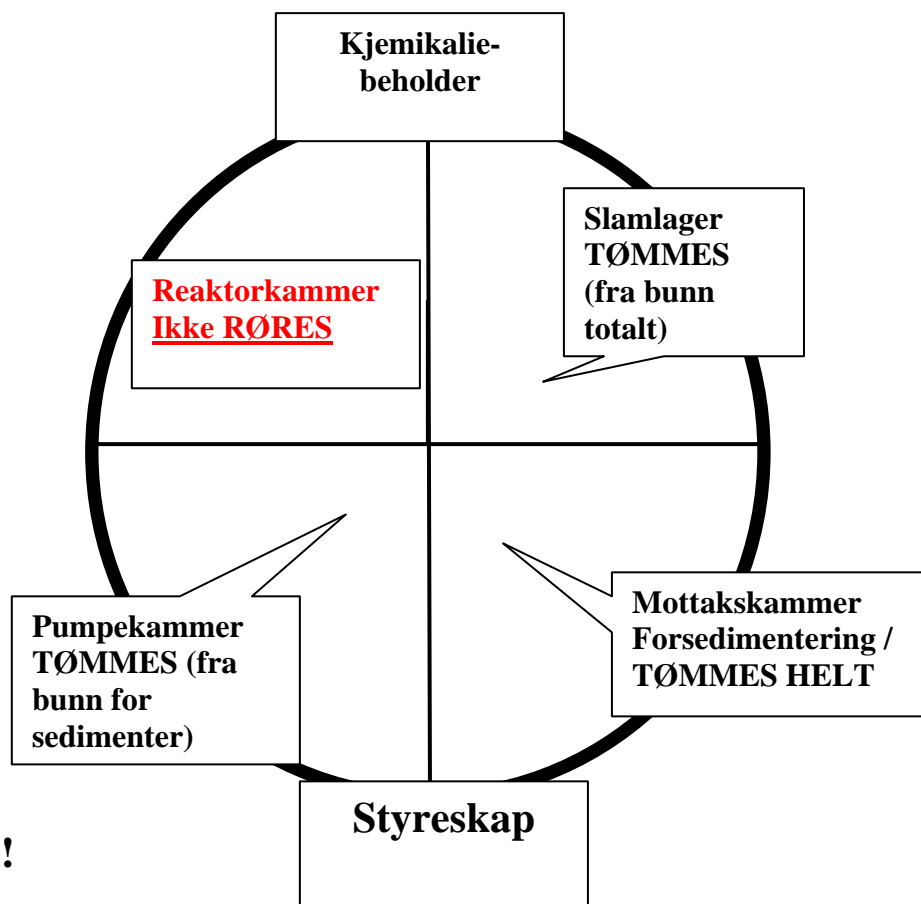 Kjemikalie-
beholder
Slamlager
TØMMES
(fra bunn
totalt)
Reaktorkammer
Ikke RØRES
Mottakskammer
Forsedimentering /
TØMMES HELT
Pumpekammer
TØMMES (fra
bunn for
sedimenter)
Styreskap
!